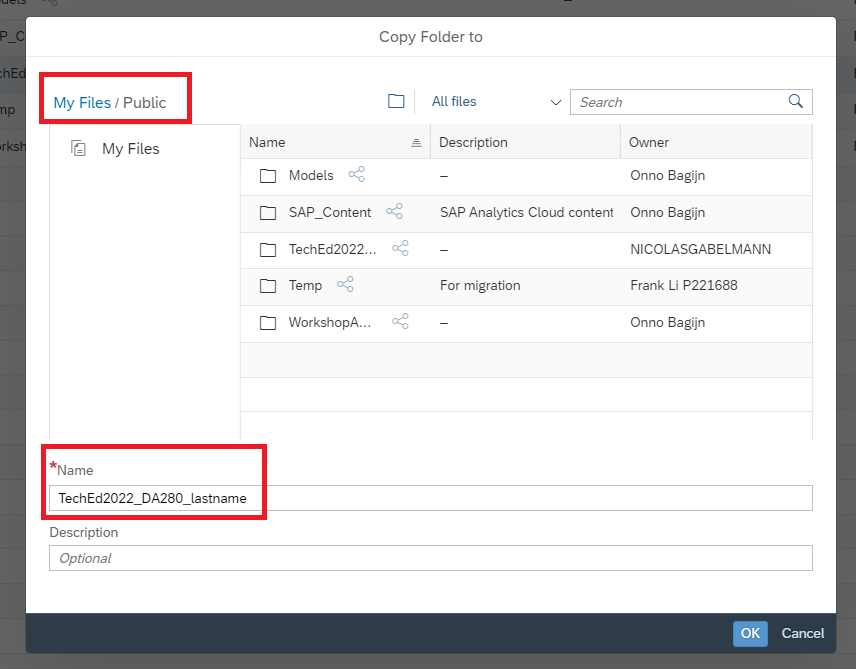 Copy Folder to
My Files / Public
All files
Search
My Files
Name Description Owner
Models – Onno Bagijn
SAP_Content SAP Analytics Cloud content Onno Bagijn
TechEd2022... – NICOLASGABELMANN
Temp For migration Frank Li P221688
WorkshopA... – Onno Bagijn
*Name
TechEd2022_DA280_lastname
Description
Optional
OK Cancel